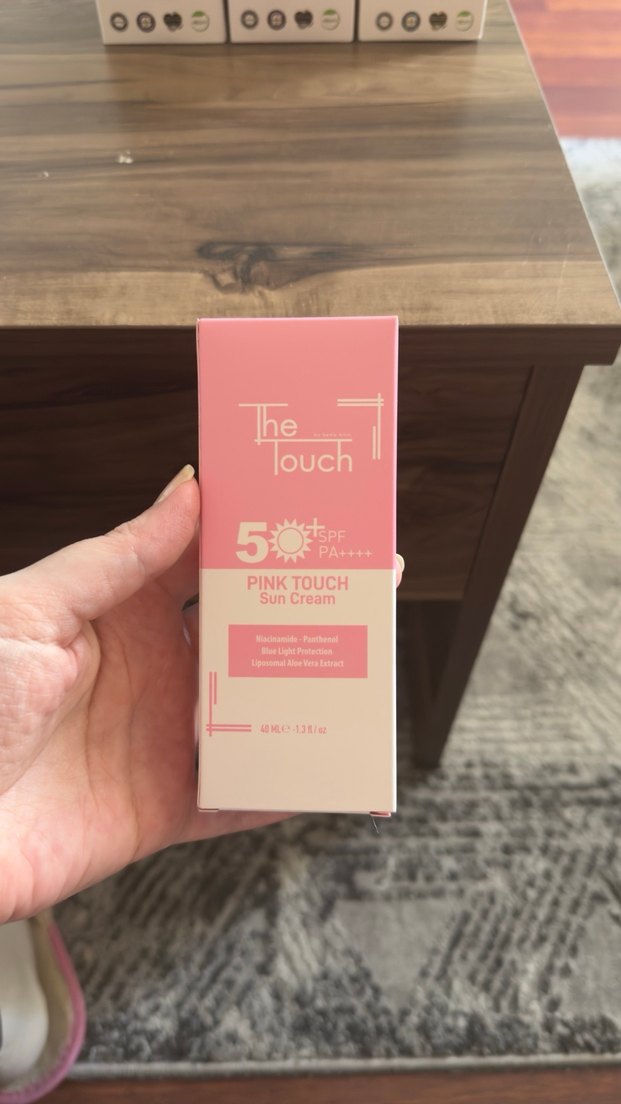 The
Touch
50+ SPF
PA++++
PINK TOUCH
Sun Cream
Niacinamide - Panthenol
Blue Light Protection
Liposomal Aloe Vera Extract
40 ML ℮ -1,3 fl / oz